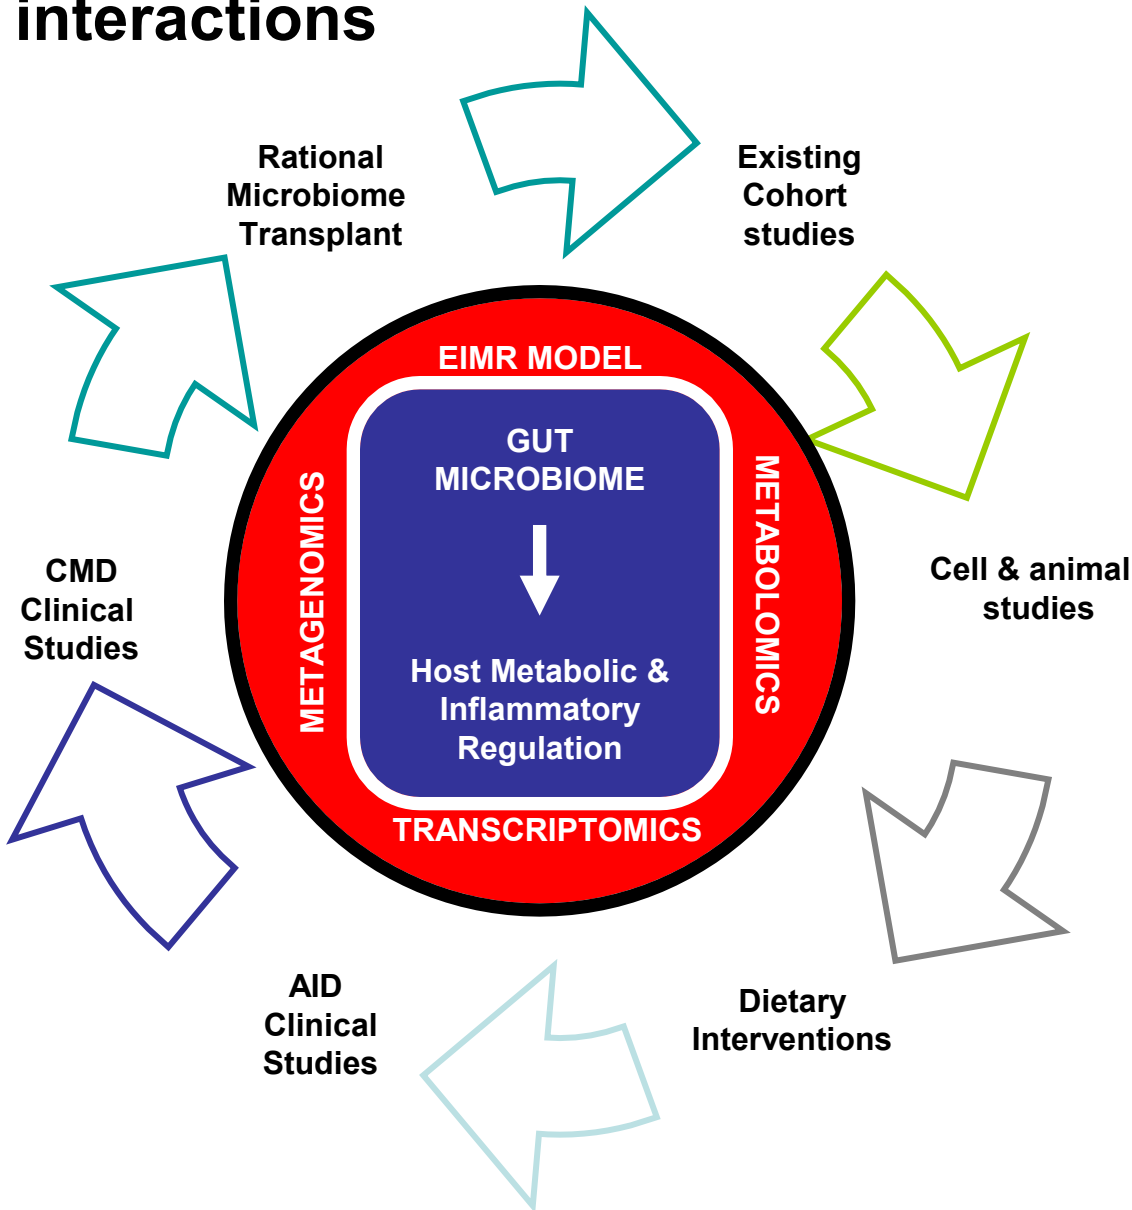 interactions
Rational
Microbiome
Transplant
Existing
Cohort
studies
EIMR MODEL
GUT
MICROBIOME
METAGENOMICS
METABOLOMICS
Host Metabolic &
Inflammatory
Regulation
TRANSCRIPTOMICS
CMD
Clinical
Studies
Cell & animal
studies
AID
Clinical
Studies
Dietary
Interventions